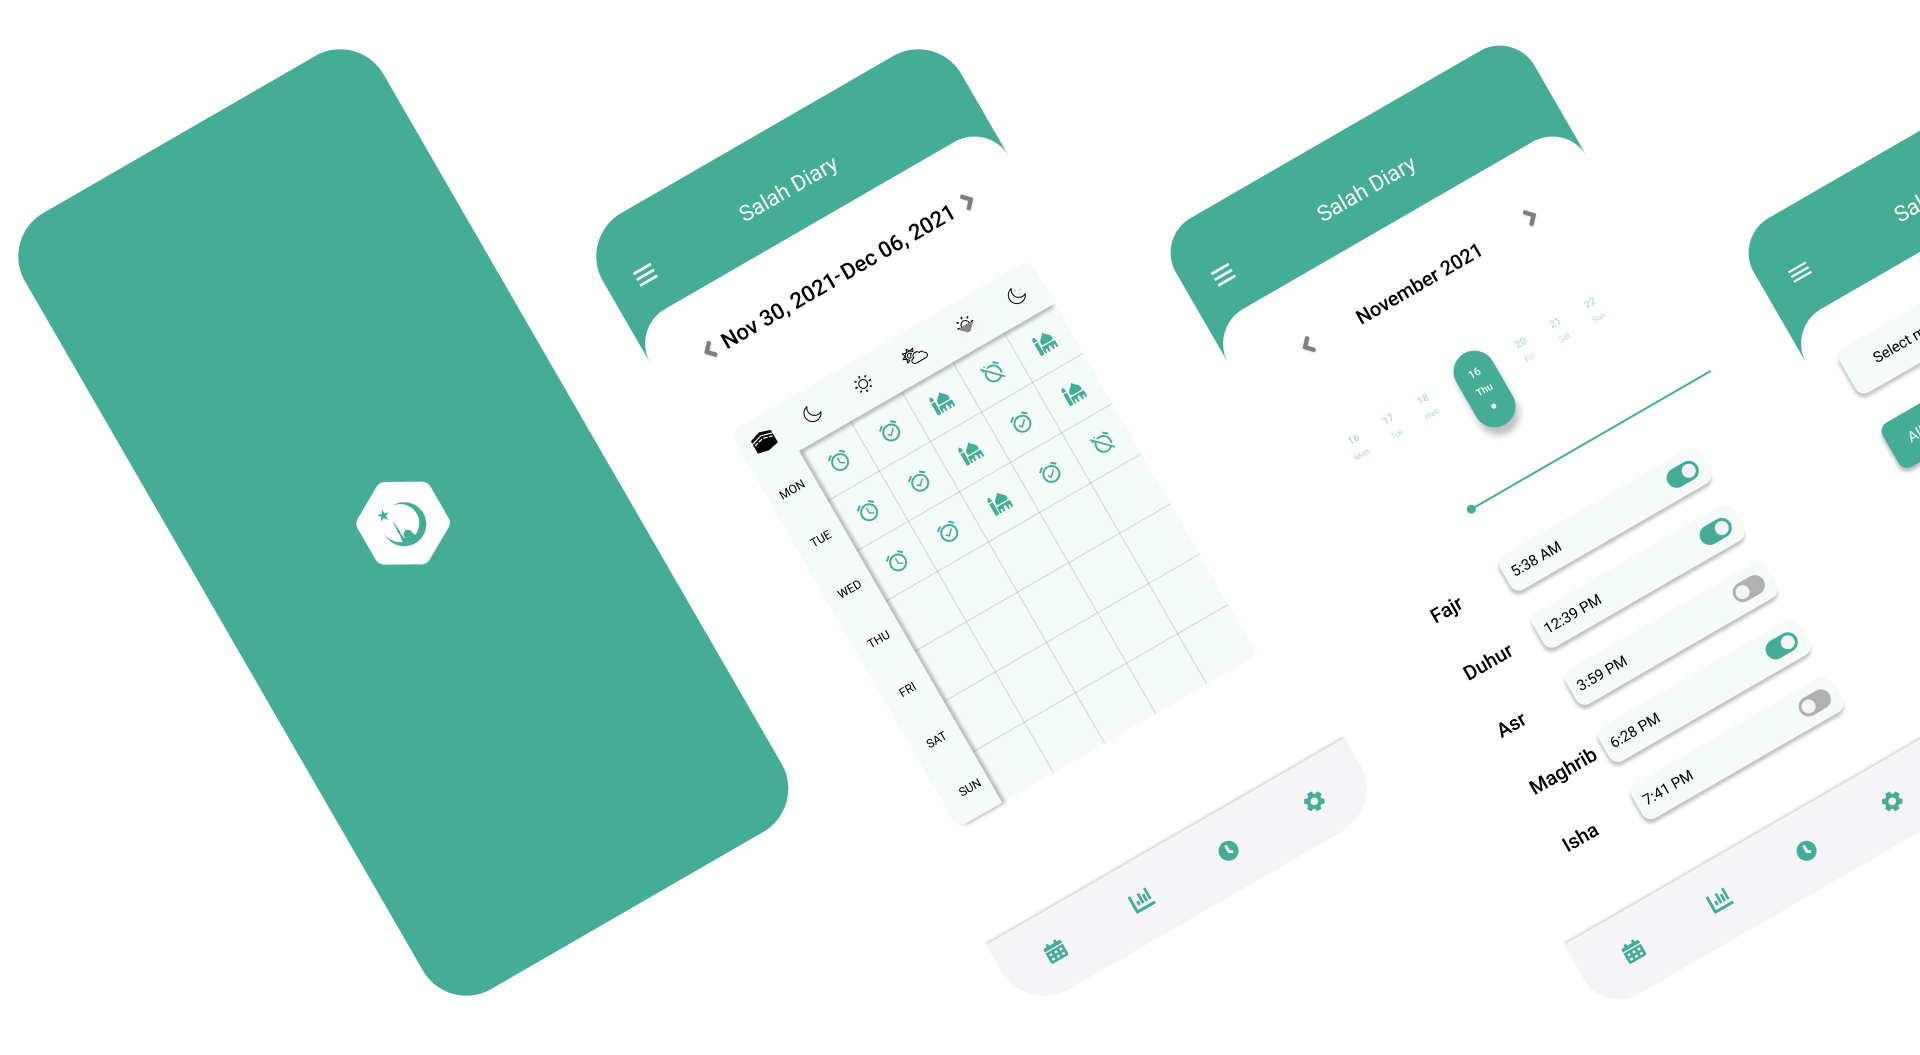 Salah Diary
Nov 30, 2021-Dec 06, 2021
MON
TUE
WED
THU
FRI
SAT
SUN
Salah Diary
November 2021
16 Mon
17 Tue
18 Wed
16 Thu
20 Fri
21 Sat
22 Sun
Fajr 5:38 AM
Duhur 12:39 PM
Asr 3:59 PM
Maghrib 6:28 PM
Isha 7:41 PM
Sal
Select m
Al